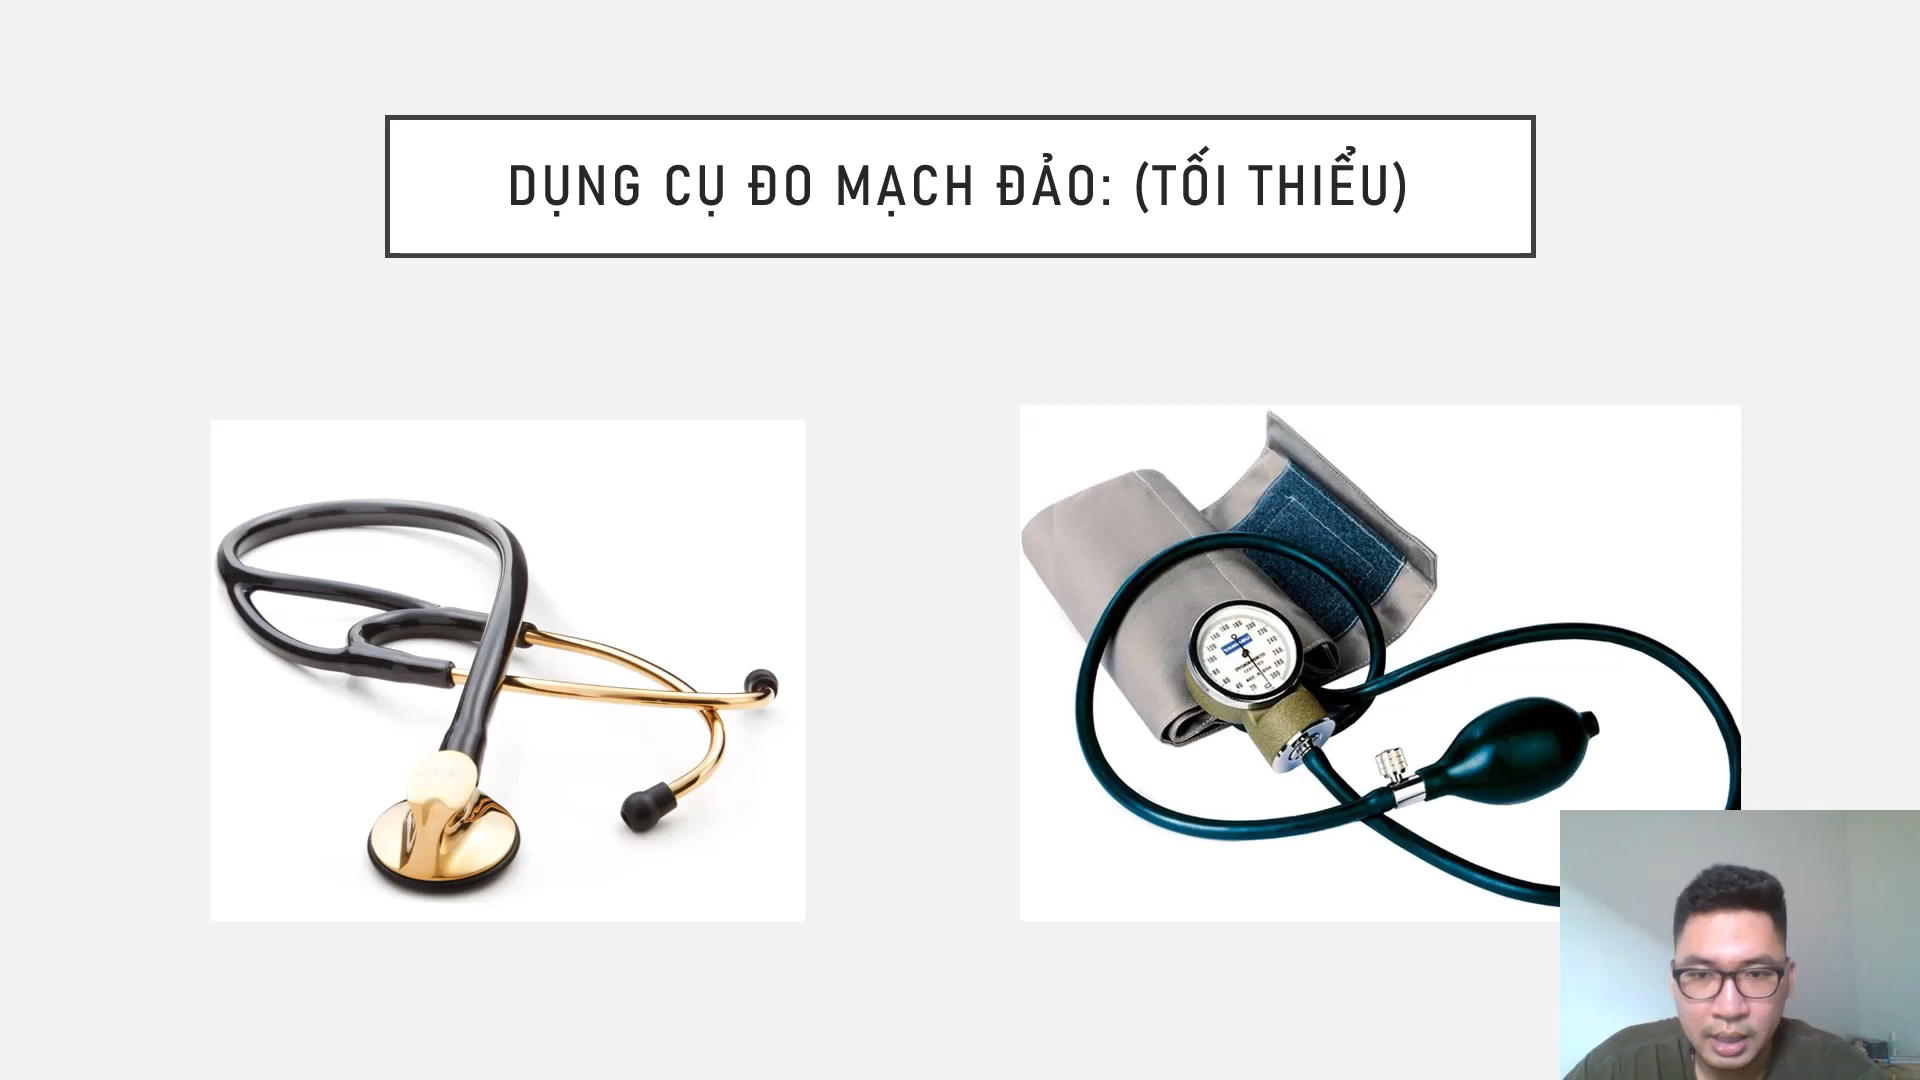 DỤNG CỤ ĐO MẠCH ĐẢO: (TỐI THIỂU)